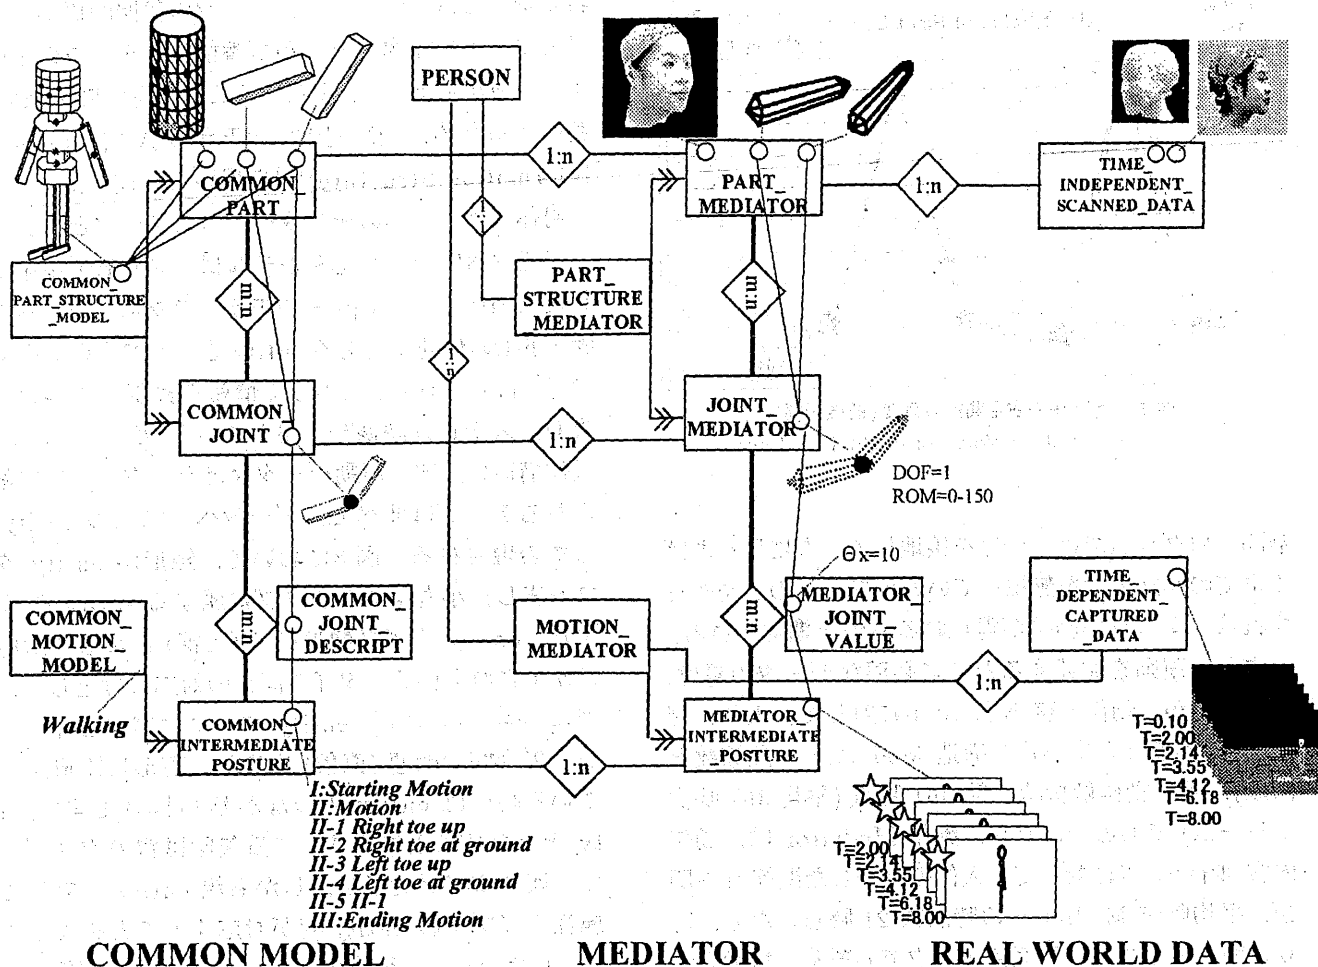 PERSON
1:n
COMMON_
PART
PART_
MEDIATOR
1:n
TIME_
INDEPENDENT_
SCANNED_DATA
COMMON_
PART_STRUCTURE
_MODEL
m:n
PART_
STRUCTURE
_MEDIATOR
m:n
1:n
COMMON_
JOINT
1:n
JOINT_
MEDIATOR
DOF=1
ROM=0-150
Θx=10
COMMON_
MOTION_
MODEL
m:n
COMMON_
JOINT_
DESCRIPT
MOTION_
MEDIATOR
m:n
MEDIATOR_
JOINT_
VALUE
TIME_
DEPENDENT_
CAPTURED
_DATA
1:n
Walking
COMMON_
INTERMEDIATE_
POSTURE
1:n
MEDIATOR_
INTERMEDIATE
_POSTURE
T=0.10
T=2.00
T=2.14
T=3.55
T=4.12
T=6.18
T=8.00
I:Starting Motion
II:Motion
II-1 Right toe up
II-2 Right toe at ground
II-3 Left toe up
II-4 Left toe at ground
II-5 II-1
III:Ending Motion
T=2.00
T=2.14
T=3.55
T=4.12
T=6.18
T=8.00
COMMON MODEL
MEDIATOR
REAL WORLD DATA